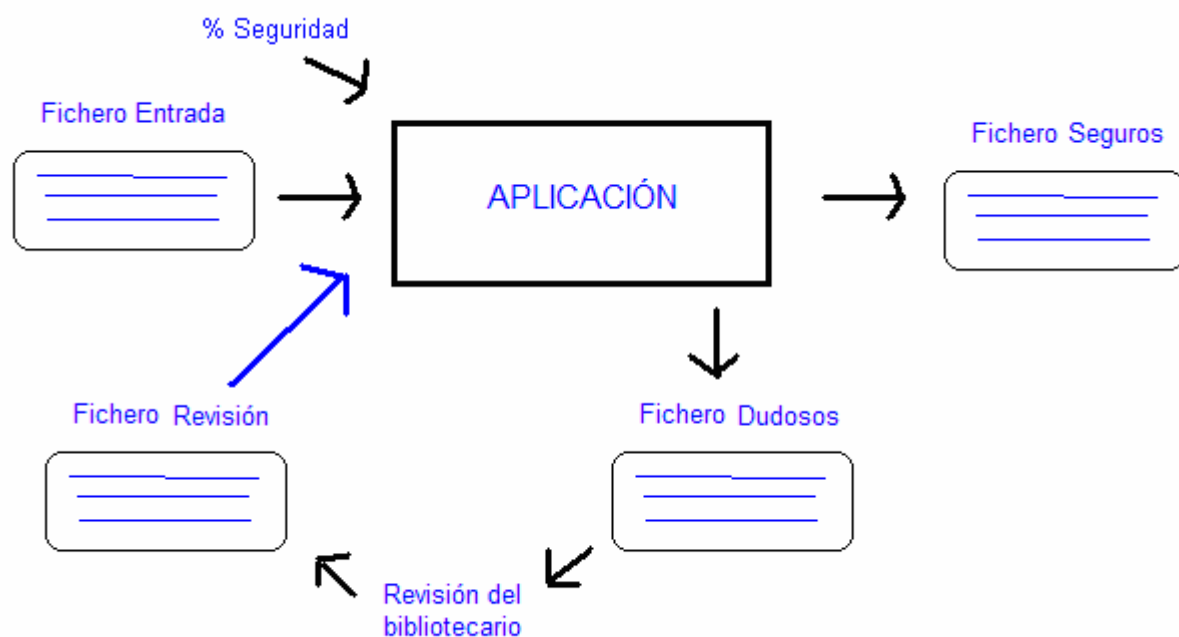 % Seguridad
Fichero Entrada
Fichero Seguros
APLICACIÓN
Fichero Revisión
Fichero Dudosos
Revisión del
bibliotecario